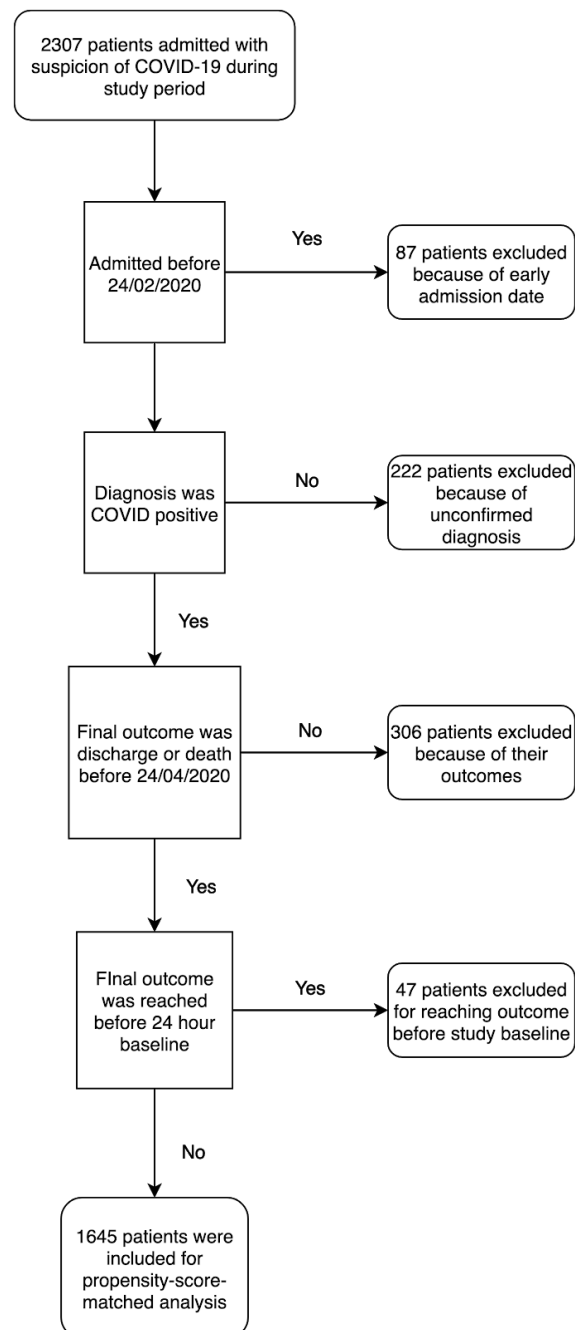 2307 patients admitted with
suspicion of COVID-19 during
study period
Admitted before
24/02/2020
Yes
87 patients excluded
because of early
admission date
Diagnosis was
COVID positive
No
222 patients excluded
because of
unconfirmed
diagnosis
Yes
Final outcome was
discharge or death
before 24/04/2020
No
306 patients excluded
because of their
outcomes
Yes
FInal outcome
was reached
before 24 hour
baseline
Yes
47 patients excluded
for reaching outcome
before study baseline
No
1645 patients were
included for
propensity-score-
matched analysis